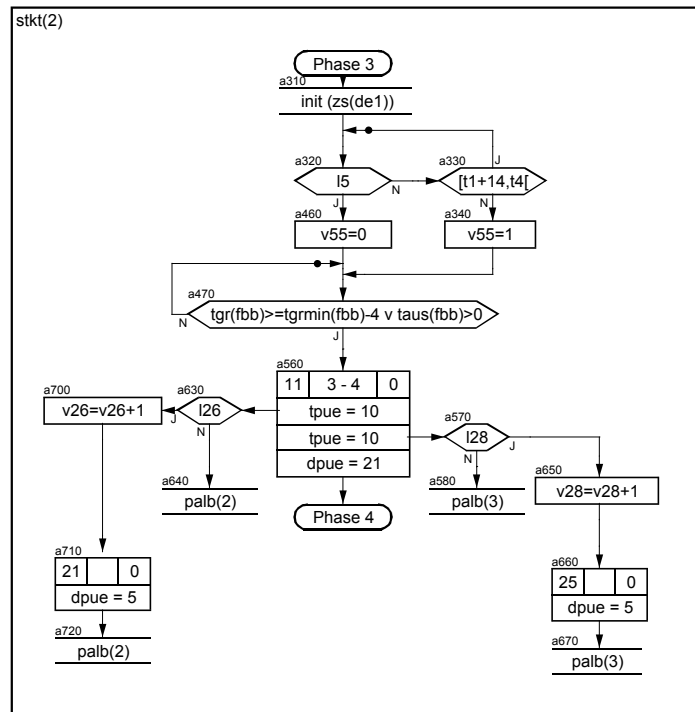 stkt(2)
Phase 3
a310
init (zs(de1))
a320
l5
N
J
a330
[t1+14,t4[
J
N
a460
v55=0
a340
v55=1
a470
tgr(fbb)>=tgrmin(fbb)-4 v taus(fbb)>0
N
J
a560
11 3 - 4 0
tpue = 10
tpue = 10
dpue = 21
Phase 4
a700
v26=v26+1
a630
l26
J
N
a640
palb(2)
a570
l28
N
J
a580
palb(3)
a650
v28=v28+1
a710
21 0
dpue = 5
a720
palb(2)
a660
25 0
dpue = 5
a670
palb(3)